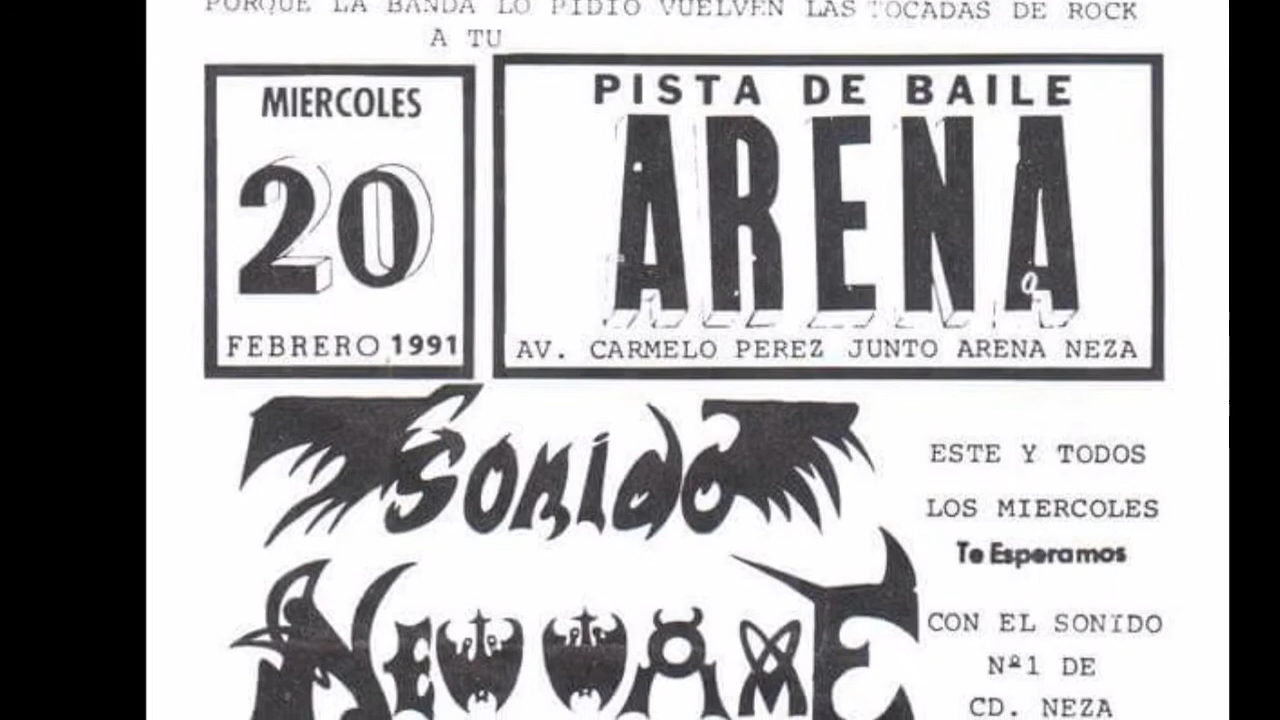 PORQUE LA BANDA LO PIDIO VUELVEN LAS TOCADAS DE ROCK
A TU
MIERCOLES
20
FEBRERO 1991
PISTA DE BAILE
ARENA
AV. CARMELO PEREZ JUNTO ARENA NEZA
SONIDO
ESTE Y TODOS
LOS MIERCOLES
Te Esperamos
CON EL SONIDO
Nº1 DE
CD. NEZA